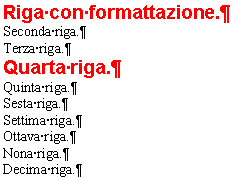 Riga·con·formattazione.¶
Seconda·riga.¶
Terza·riga.¶
Quarta·riga.¶
Quinta·riga.¶
Sesta·riga.¶
Settima·riga.¶
Ottava·riga.¶
Nona·riga.¶
Decima·riga.¶